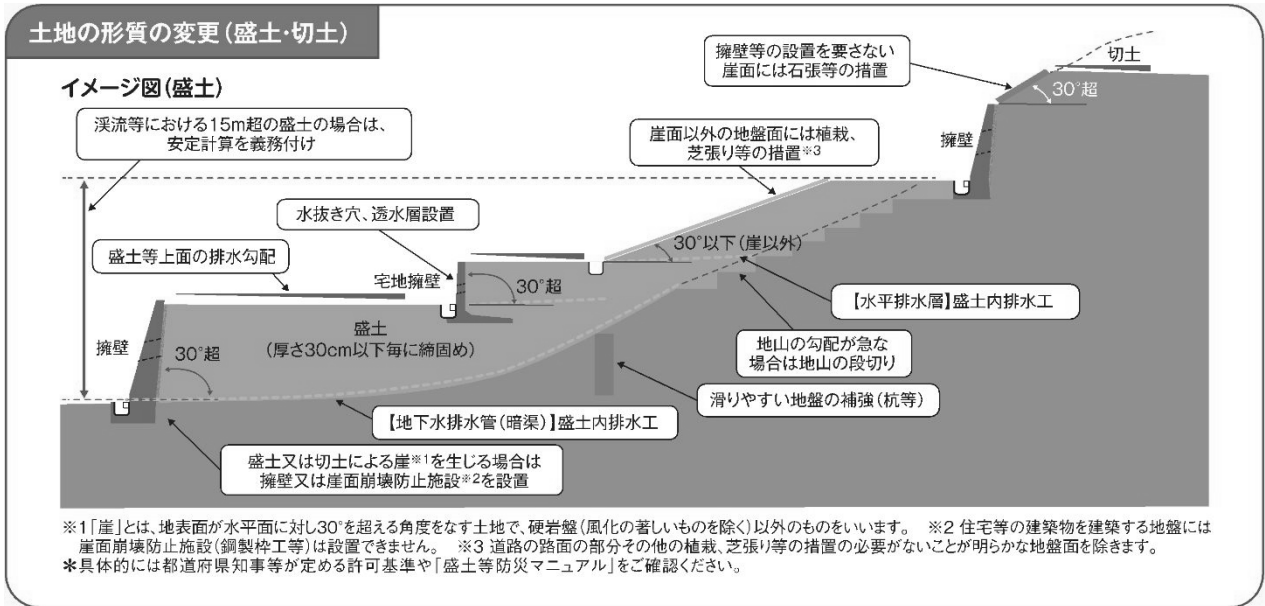 土地の形質の変更(盛土・切土)
イメージ図(盛土)
渓流等における15m超の盛土の場合は、
安定計算を義務付け
擁壁等の設置を要さない
崖面には石張等の措置
切土
30°超
擁壁
崖面以外の地盤面には植栽、
芝張り等の措置※3
水抜き穴、透水層設置
盛土等上面の排水勾配
宅地擁壁
30°超
30°以下(崖以外)
【水平排水層】盛土内排水工
擁壁
30°超
盛土
(厚さ30cm以下毎に締固め)
地山の勾配が急な
場合は地山の段切り
滑りやすい地盤の補強(杭等)
【地下水排水管(暗渠)】盛土内排水工
盛土又は切土による崖※1を生じる場合は
擁壁又は崖面崩壊防止施設※2を設置
※1「崖」とは、地表面が水平面に対し30°を超える角度をなす土地で、硬岩盤(風化の著しいものを除く)以外のものをいいます。 ※2 住宅等の建築物を建築する地盤には
崖面崩壊防止施設(鋼製枠工等)は設置できません。 ※3 道路の路面の部分その他の植栽、芝張り等の措置の必要がないことが明らかな地盤面を除きます。
＊具体的には都道府県知事等が定める許可基準や「盛土等防災マニュアル」をご確認ください。